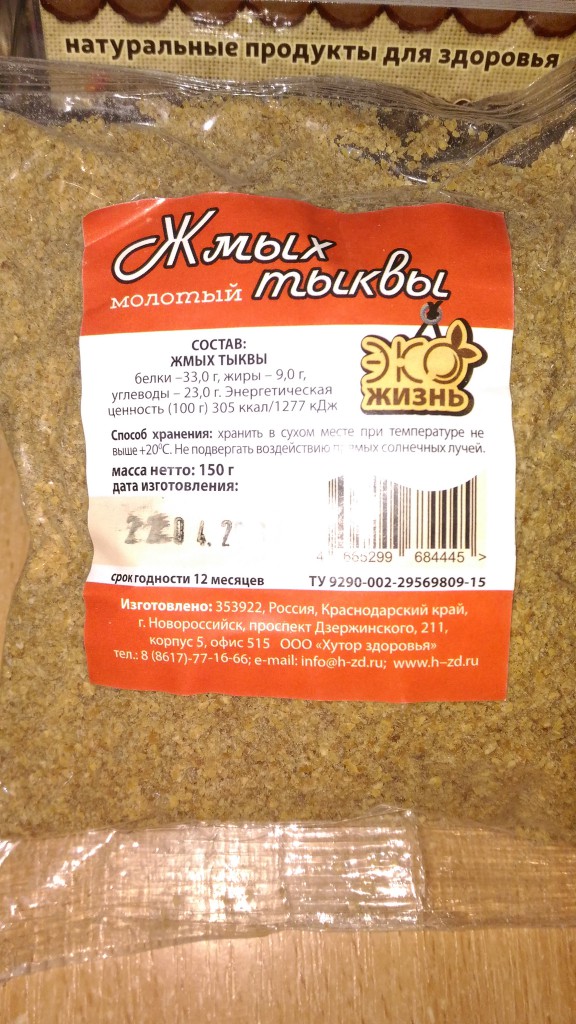 натуральные продукты для здоровья
Жмых
молотый тыквы
СОСТАВ:
ЖМЫХ ТЫКВЫ
белки –33,0 г, жиры – 9,0 г,
углеводы – 23,0 г. Энергетическая
ценность (100 г) 305 ккал/1277 кДж
ЭКО
ЖИЗНЬ
Способ хранения: хранить в сухом месте при температуре не
выше +20°С. Не подвергать воздействию прямых солнечных лучей.
масса нетто: 150 г
дата изготовления:
684445 >
срок годности 12 месяцев
ТУ 9290-002-29569809-15
Изготовлено: 353922, Россия, Краснодарский край,
г. Новороссийск, проспект Дзержинского, 211,
корпус 5, офис 515 ООО «Хутор здоровья»
тел.: 8 (8617)-77-16-66; e-mail: info@h-zd.ru; www.h–zd.ru